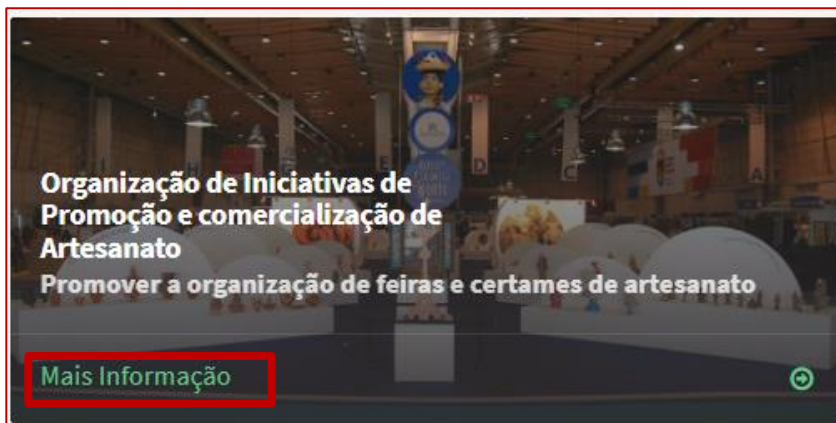 Organização de Iniciativas de
Promoção e comercialização de
Artesanato
Promover a organização de feiras e certames de artesanato
Mais Informação
E
D
C
A